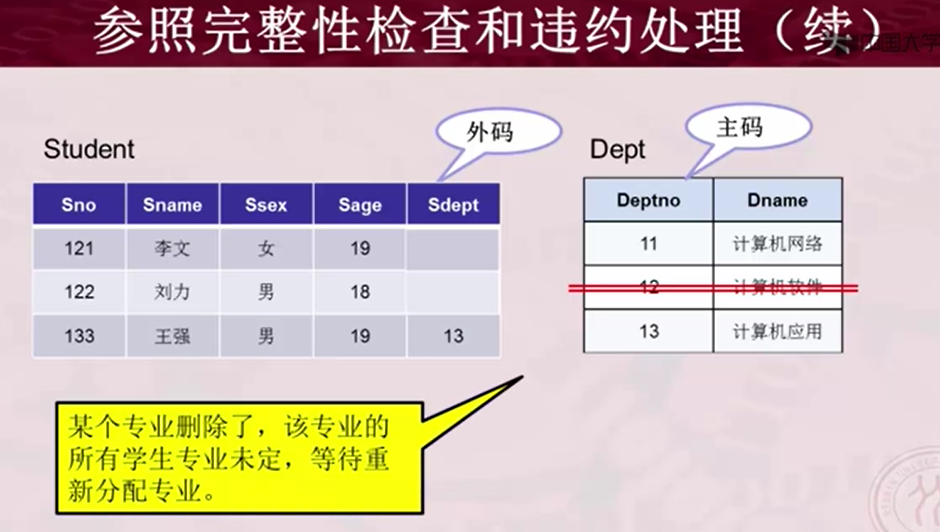 参照完整性检查和违约处理（续）
外码
主码
Student
Dept
Sno Sname Ssex Sage Sdept
121 李文 女 19
122 刘力 男 18
133 王强 男 19 13
Deptno Dname
11 计算机网络
12 计算机软件
13 计算机应用
某个专业删除了，该专业的
所有学生专业未定，等待重
新分配专业。